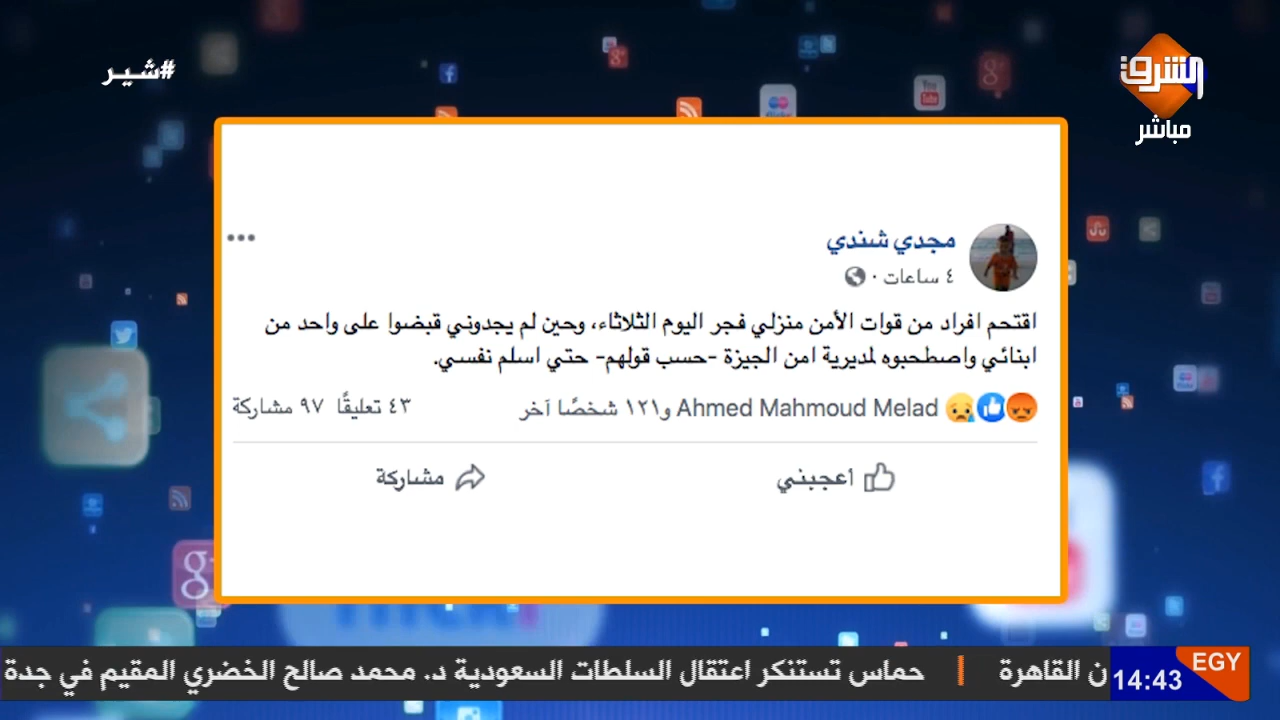 #شير
الشرق
مباشر
مجدي شندي
٤ ساعات ·
اقتحم افراد من قوات الأمن منزلي فجر اليوم الثلاثاء، وحين لم يجدوني قبضوا على واحد من
ابنائي واصطحبوه لمديرية امن الجيزة -حسب قولهم- حتي اسلم نفسي.
Ahmed Mahmoud Melad و١٢١ شخصًا آخر
٤٣ تعليقًا ٩٧ مشاركة
أعجبني
مشاركة
EGY
14:43
ن القاهرة | حماس تستنكر اعتقال السلطات السعودية د. محمد صالح الخضري المقيم في جدة